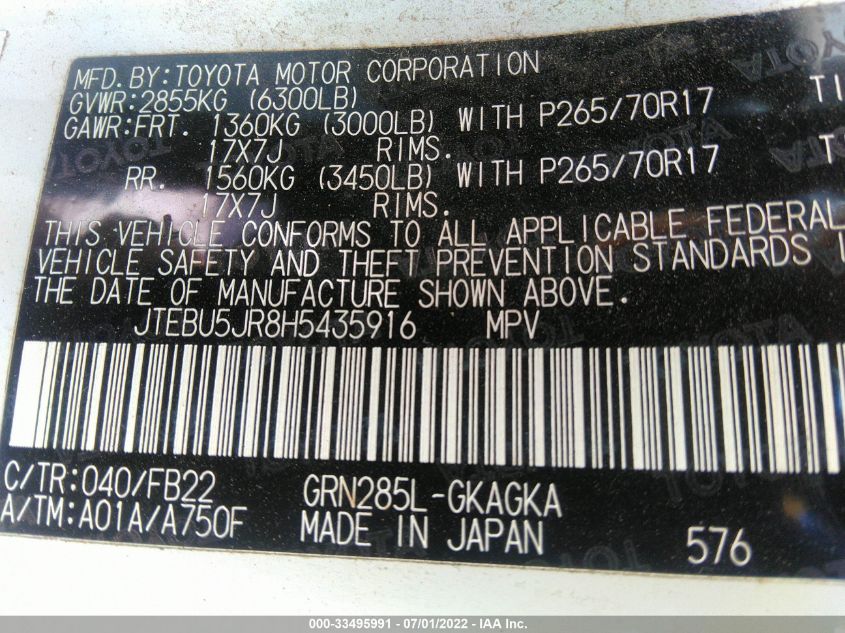 MFD.BY:TOYOTA MOTOR CORPORATION
GVWR:2855KG (6300LB)
GAWR:FRT. 1360KG (3000LB) WITH P265/70R17 TI
17X7J RIMS.
RR. 1560KG (3450LB) WITH P265/70R17 T
17X7J RIMS.
THIS VEHICLE CONFORMS TO ALL APPLICABLE FEDERAL
VEHICLE SAFETY AND THEFT PREVENTION STANDARDS I
THE DATE OF MANUFACTURE SHOWN ABOVE.
JTEBU5JR8H5435916 MPV
C/TR:040/FB22 GRN285L-GKAGKA
A/TM:A01A/A750F MADE IN JAPAN 576
000-33495991 - 07/01/2022 - IAA Inc.